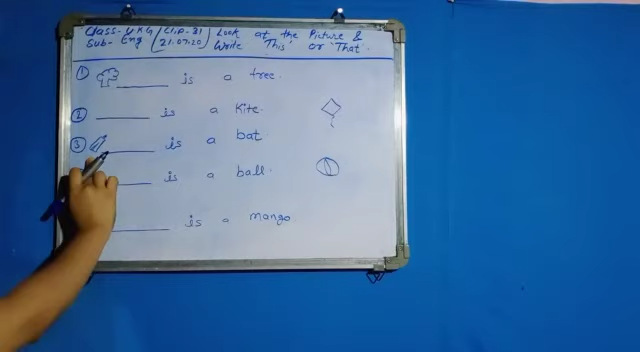 Class- U.K.G (Clip-31) Look at the Picture &
Sub- Eng (21.07.20) Write 'This' or 'That'.
① ______ is a tree.
② ______ is a kite.
③ ______ is a bat
______ is a ball.
______ is a mango.